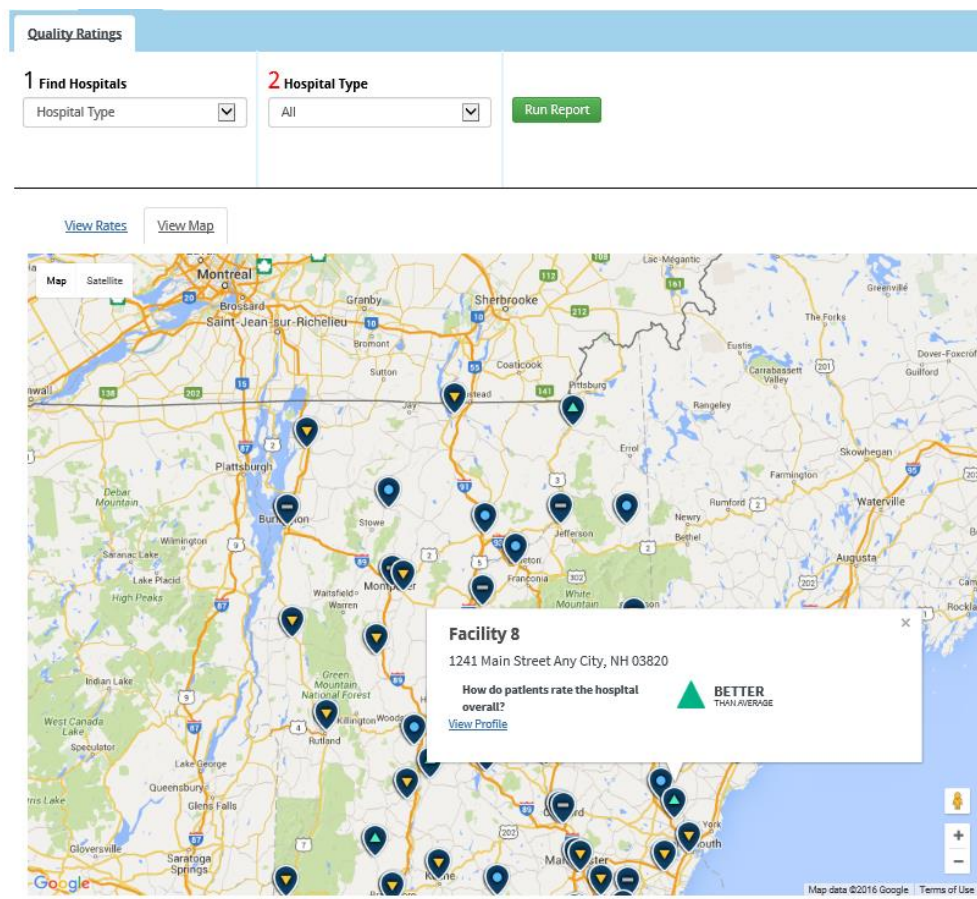 Quality Ratings
1 Find Hospitals
2 Hospital Type
Hospital Type
All
Run Report
View Rates
View Map
Map
Satellite
Montreal
Brossard
Saint-Jean-sur-Richelieu
Granby
Bromont
Sutton
Sherbrooke
Coaticook
Lac-Mégantic
Greenville
The Forks
Eustis
Carrabassett
Valley
Dover-Foxcrof
Guilford
Pittsburg
Rangeley
Errol
Skowhegan
Farmington
Waterville
Rumford
Newry
Bethel
Augusta
Jay
Plattsburgh
Debar
Mountain
Wilmington
Saranac Lake
Lake Placid
High Peaks
Stowe
Waitsfield
Warren
Jefferson
Franconia
White
Mountain
Green
Mountain
National Forest
Killington
Rutland
Indian Lake
West Canada
Lake
Speculator
Lake George
Queensbury
Glens Falls
Gloversville
Saratoga
Springs
York
Facility 8
1241 Main Street Any City, NH 03820
How do patients rate the hospital
overall?
BETTER
THAN AVERAGE
View Profile
Google
Map data ©2016 Google
Terms of Use